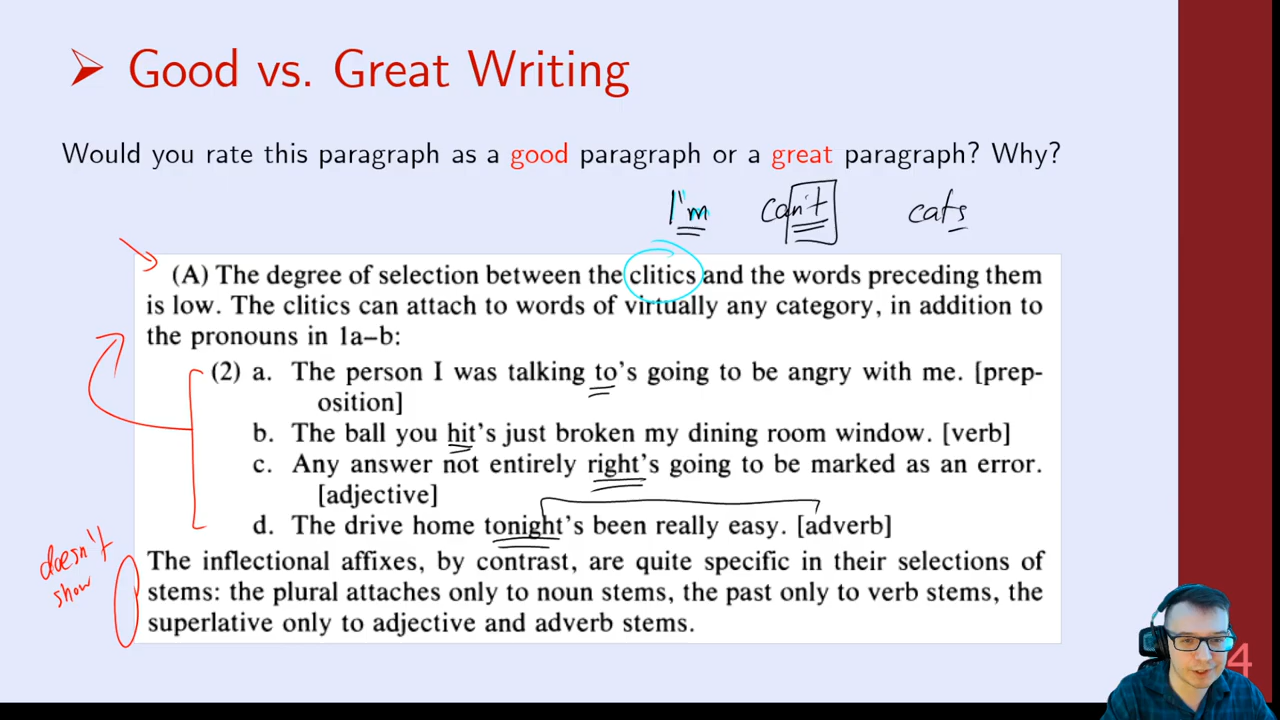 Good vs. Great Writing
Would you rate this paragraph as a good paragraph or a great paragraph? Why?
I'm can't cats
(A) The degree of selection between the clitics and the words preceding them
is low. The clitics can attach to words of virtually any category, in addition to
the pronouns in 1a–b:
(2) a. The person I was talking to's going to be angry with me. [prep-
osition]
b. The ball you hit's just broken my dining room window. [verb]
c. Any answer not entirely right's going to be marked as an error.
[adjective]
d. The drive home tonight's been really easy. [adverb]
doesn't
show
The inflectional affixes, by contrast, are quite specific in their selections of
stems: the plural attaches only to noun stems, the past only to verb stems, the
superlative only to adjective and adverb stems.
4